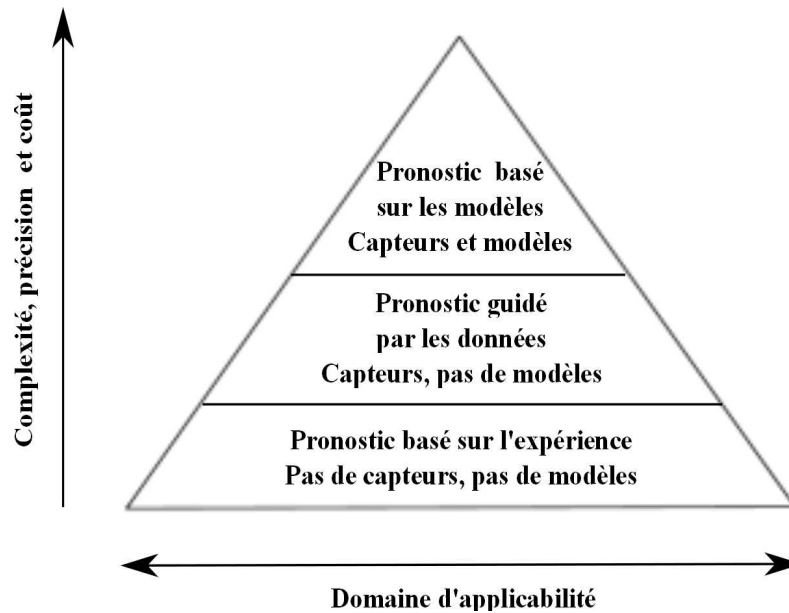 Complexité, précision et coût
Pronostic basé
sur les modèles
Capteurs et modèles
Pronostic guidé
par les données
Capteurs, pas de modèles
Pronostic basé sur l'expérience
Pas de capteurs, pas de modèles
Domaine d'applicabilité